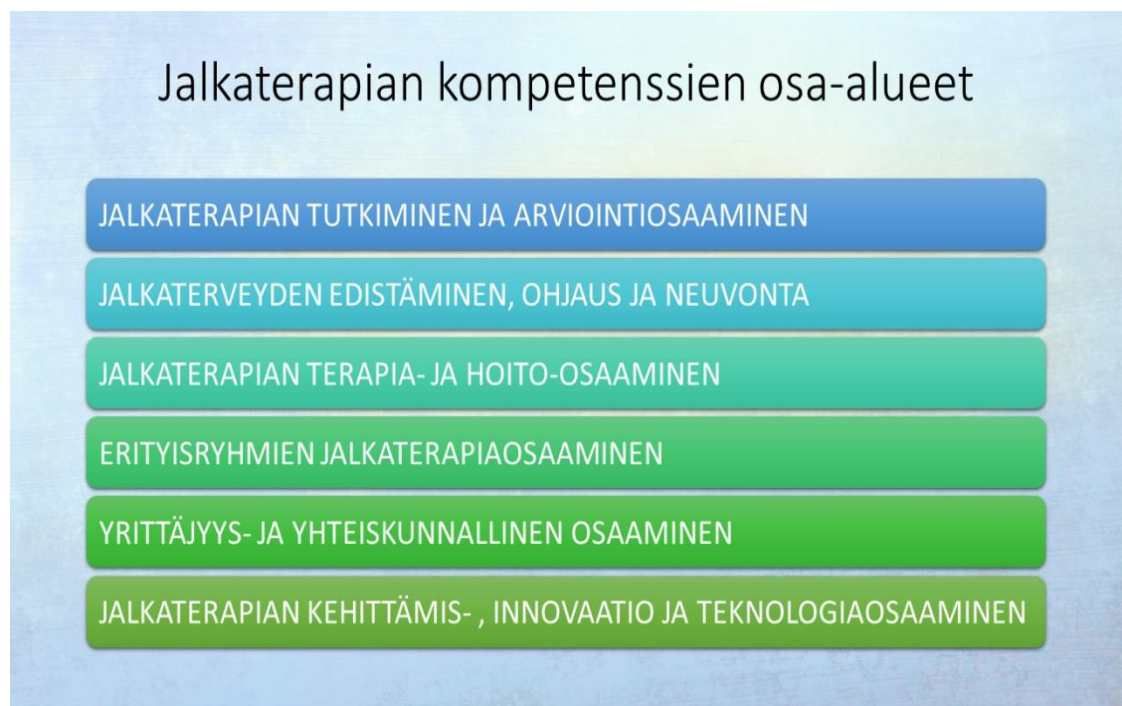 Jalkaterapian kompetenssien osa-alueet
JALKATERAPIAN TUTKIMINEN JA ARVIOINTIOSAAMINEN
JALKATERVEYDEN EDISTÄMINEN, OHJAUS JA NEUVONTA
JALKATERAPIAN TERAPIA- JA HOITO-OSAAMINEN
ERITYISRYHMIEN JALKATERAPIAOSAAMINEN
YRITTÄJYYS- JA YHTEISKUNNALLINEN OSAAMINEN
JALKATERAPIAN KEHITTÄMIS- , INNOVAATIO JA TEKNOLOGIAOSAAMINEN